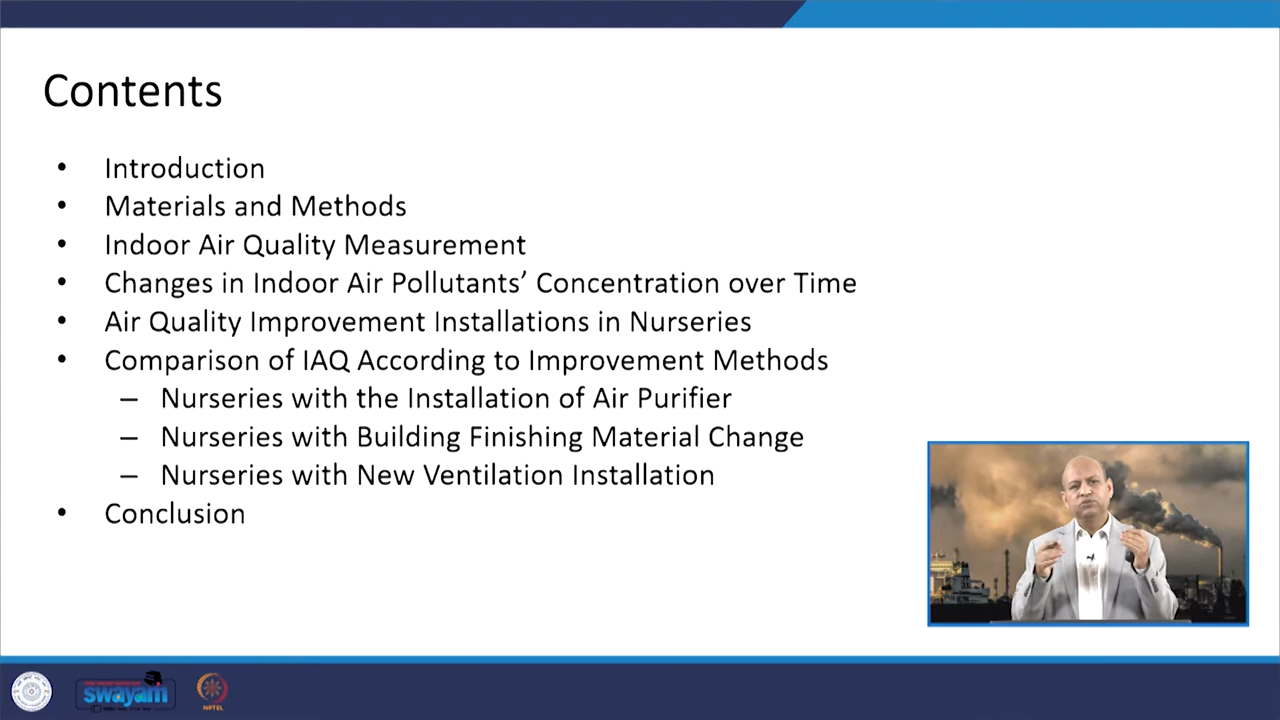 Contents
• Introduction
• Materials and Methods
• Indoor Air Quality Measurement
• Changes in Indoor Air Pollutants’ Concentration over Time
• Air Quality Improvement Installations in Nurseries
• Comparison of IAQ According to Improvement Methods
– Nurseries with the Installation of Air Purifier
– Nurseries with Building Finishing Material Change
– Nurseries with New Ventilation Installation
• Conclusion
swayam
NPTEL